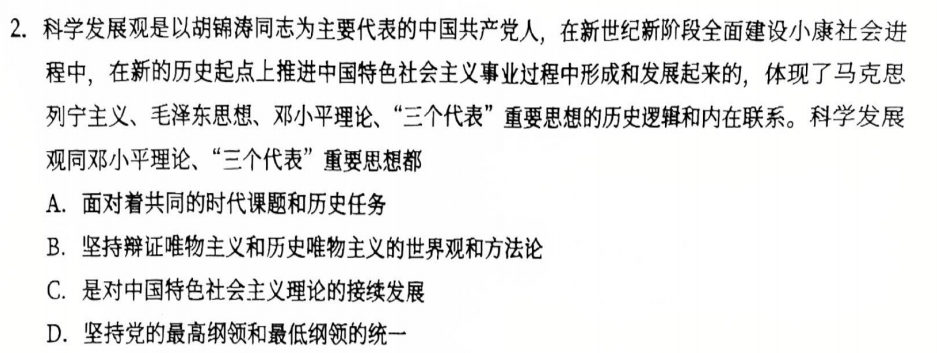 2. 科学发展观是以胡锦涛同志为主要代表的中国共产党人，在新世纪新阶段全面建设小康社会进
程中，在新的历史起点上推进中国特色社会主义事业过程中形成和发展起来的，体现了马克思
列宁主义、毛泽东思想、邓小平理论、“三个代表”重要思想的历史逻辑和内在联系。科学发展
观同邓小平理论、“三个代表”重要思想都
A. 面对着共同的时代课题和历史任务
B. 坚持辩证唯物主义和历史唯物主义的世界观和方法论
C. 是对中国特色社会主义理论的接续发展
D. 坚持党的最高纲领和最低纲领的统一